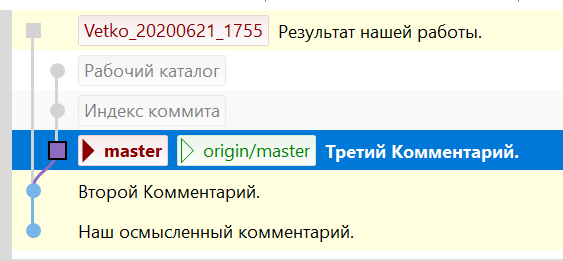 Vetko_20200621_1755 Результат нашей работы.
Рабочий каталог
Индекс коммита
master origin/master Третий Комментарий.
Второй Комментарий.
Наш осмысленный комментарий.